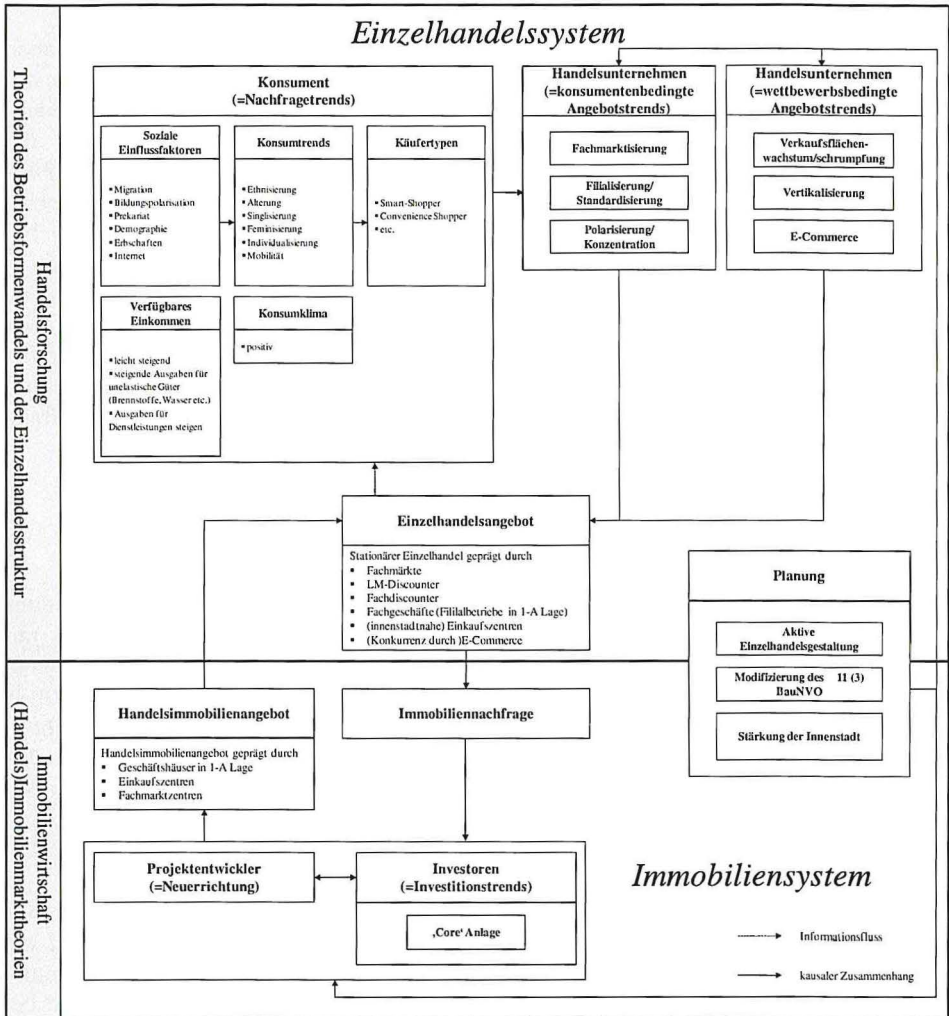 Einzelhandelssystem
Theorien des Betriebsformenwandels und der Einzelhandelsstruktur
Handelsforschung
Konsument
(=Nachfragetrends)
Soziale
Einflussfaktoren
▪ Migration
▪ Bildungspolarisation
▪ Prekariat
▪ Demographie
▪ Erbschaften
▪ Internet
Konsumtrends
▪ Ethnisierung
▪ Alterung
▪ Singlisierung
▪ Feminisierung
▪ Individualisierung
▪ Mobilität
Käufertypen
▪ Smart-Shopper
▪ Convenience Shopper
▪ etc.
Verfügbares
Einkommen
▪ leicht steigend
▪ steigende Ausgaben für
unelastische Güter
(Brennstoffe, Wasser etc.)
▪ Ausgaben für
Dienstleistungen steigen
Konsumklima
▪ positiv
Handelsunternehmen
(=konsumentenbedingte
Angebotstrends)
Fachmarktisierung
Filialisierung/
Standardisierung
Polarisierung/
Konzentration
Handelsunternehmen
(=wettbewerbsbedingte
Angebotstrends)
Verkaufsflächen-
wachstum/schrumpfung
Vertikalisierung
E-Commerce
Einzelhandelsangebot
Stationärer Einzelhandel geprägt durch
▪ Fachmärkte
▪ LM-Discounter
▪ Fachdiscounter
▪ Fachgeschäfte (Fililalbetriebe in 1-A Lage)
▪ (innenstadtnahe) Einkaufszentren
▪ (Konkurrenz durch )E-Commerce
Planung
Aktive
Einzelhandelsgestaltung
Modifizierung des 11 (3)
BauNVO
Stärkung der Innenstadt
Immobilienwirtschaft
(Handels)Immobilienmarkttheorien
Handelsimmobilienangebot
Handelsimmobilienangebot geprägt durch
▪ Geschäftshäuser in 1-A Lage
▪ Einkaufszentren
▪ Fachmarktzentren
Immobiliennachfrage
Projektentwickler
(=Neuerrichtung)
Investoren
(=Investitionstrends)
‚Core‘ Anlage
Immobiliensystem
Informationsfluss
kausaler Zusammenhang